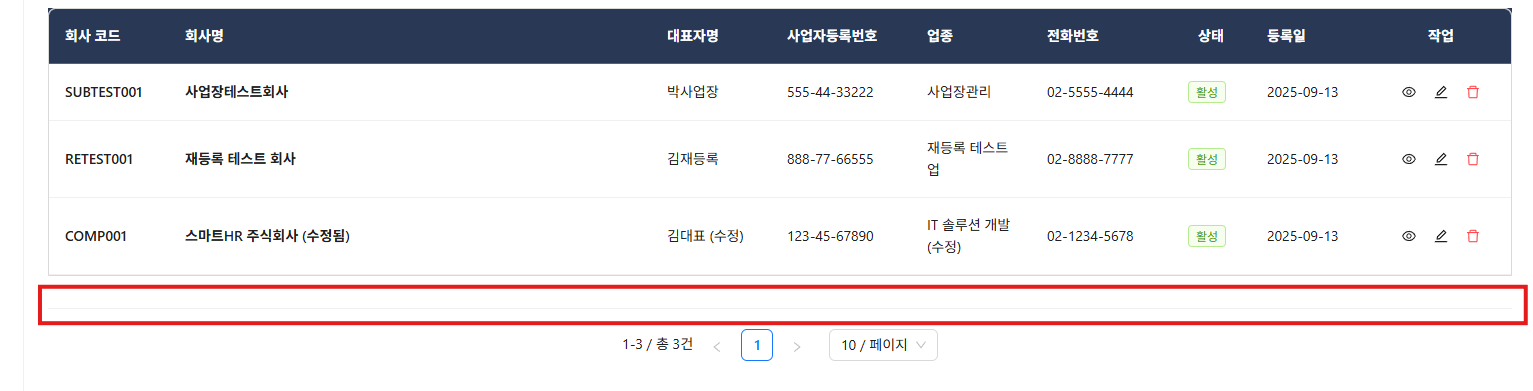 회사 코드 회사명 대표자명 사업자등록번호 업종 전화번호 상태 등록일 작업
SUBTEST001 사업장테스트회사 박사업장 555-44-33222 사업장관리 02-5555-4444 활성 2025-09-13
RETEST001 재등록 테스트 회사 김재등록 888-77-66555 재등록 테스트 02-8888-7777 활성 2025-09-13
업
COMP001 스마트HR 주식회사 (수정됨) 김대표 (수정) 123-45-67890 IT 솔루션 개발 02-1234-5678 활성 2025-09-13
(수정)
1-3 / 총 3건 < 1 > 10 / 페이지